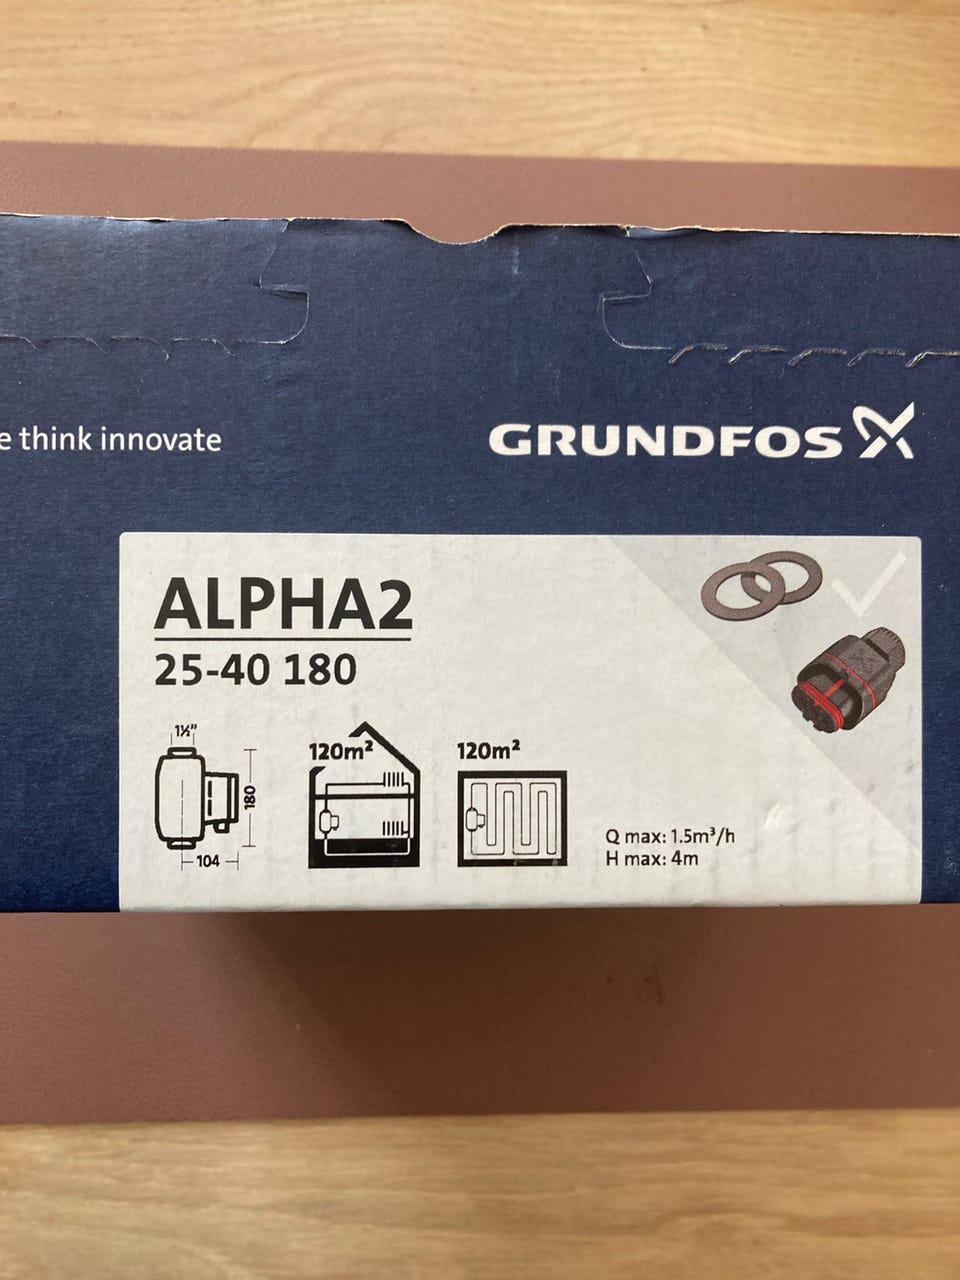 e think innovate
GRUNDFOS
ALPHA2
25-40 180
1½"
180
104
120m²
120m²
Q max: 1.5m³/h
H max: 4m